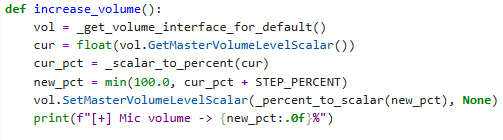 def increase_volume():
    vol = _get_volume_interface_for_default()
    cur = float(vol.GetMasterVolumeLevelScalar())
    cur_pct = _scalar_to_percent(cur)
    new_pct = min(100.0, cur_pct + STEP_PERCENT)
    vol.SetMasterVolumeLevelScalar(_percent_to_scalar(new_pct), None)
    print(f"[+] Mic volume -> {new_pct:.0f}%")